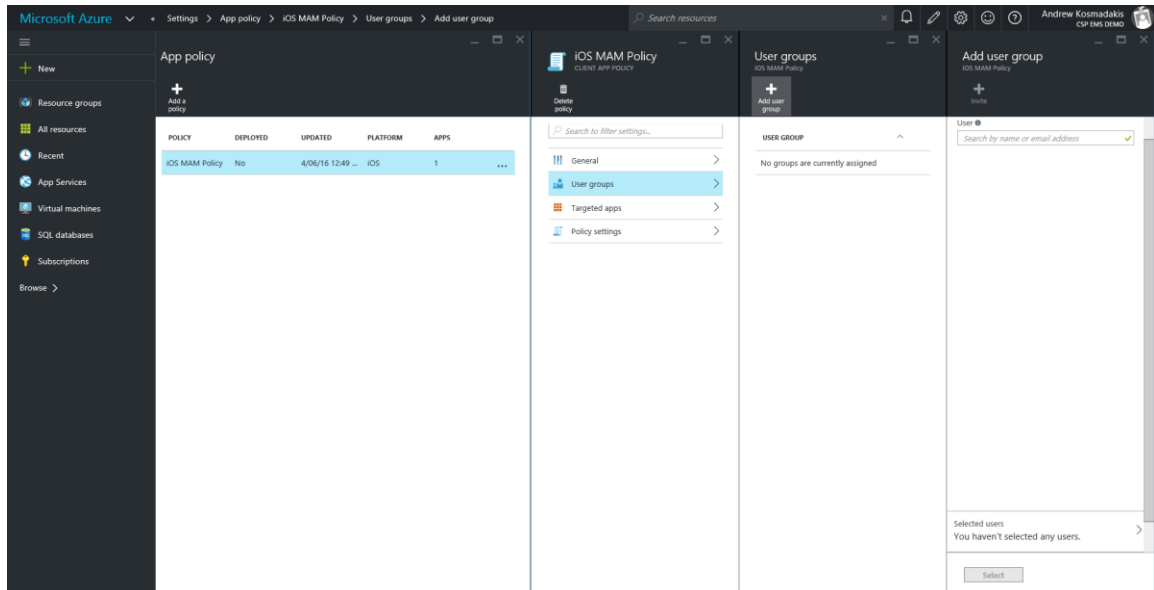 Microsoft Azure
Settings > App policy > iOS MAM Policy > User groups > Add user group
Search resources
Andrew Kosmadakis
CSP EMS DEMO
New
Resource groups
All resources
Recent
App Services
Virtual machines
SQL databases
Subscriptions
Browse >
App policy
Add a
policy
POLICY DEPLOYED UPDATED PLATFORM APPS
iOS MAM Policy No 4/06/16 12:49 ... iOS 1 ...
iOS MAM Policy
CLIENT APP POLICY
Delete
policy
Search to filter settings...
General
User groups
Targeted apps
Policy settings
User groups
iOS MAM Policy
Add user
group
USER GROUP
No groups are currently assigned
Add user group
iOS MAM Policy
Invite
User
Search by name or email address
Selected users
You haven't selected any users.
Select